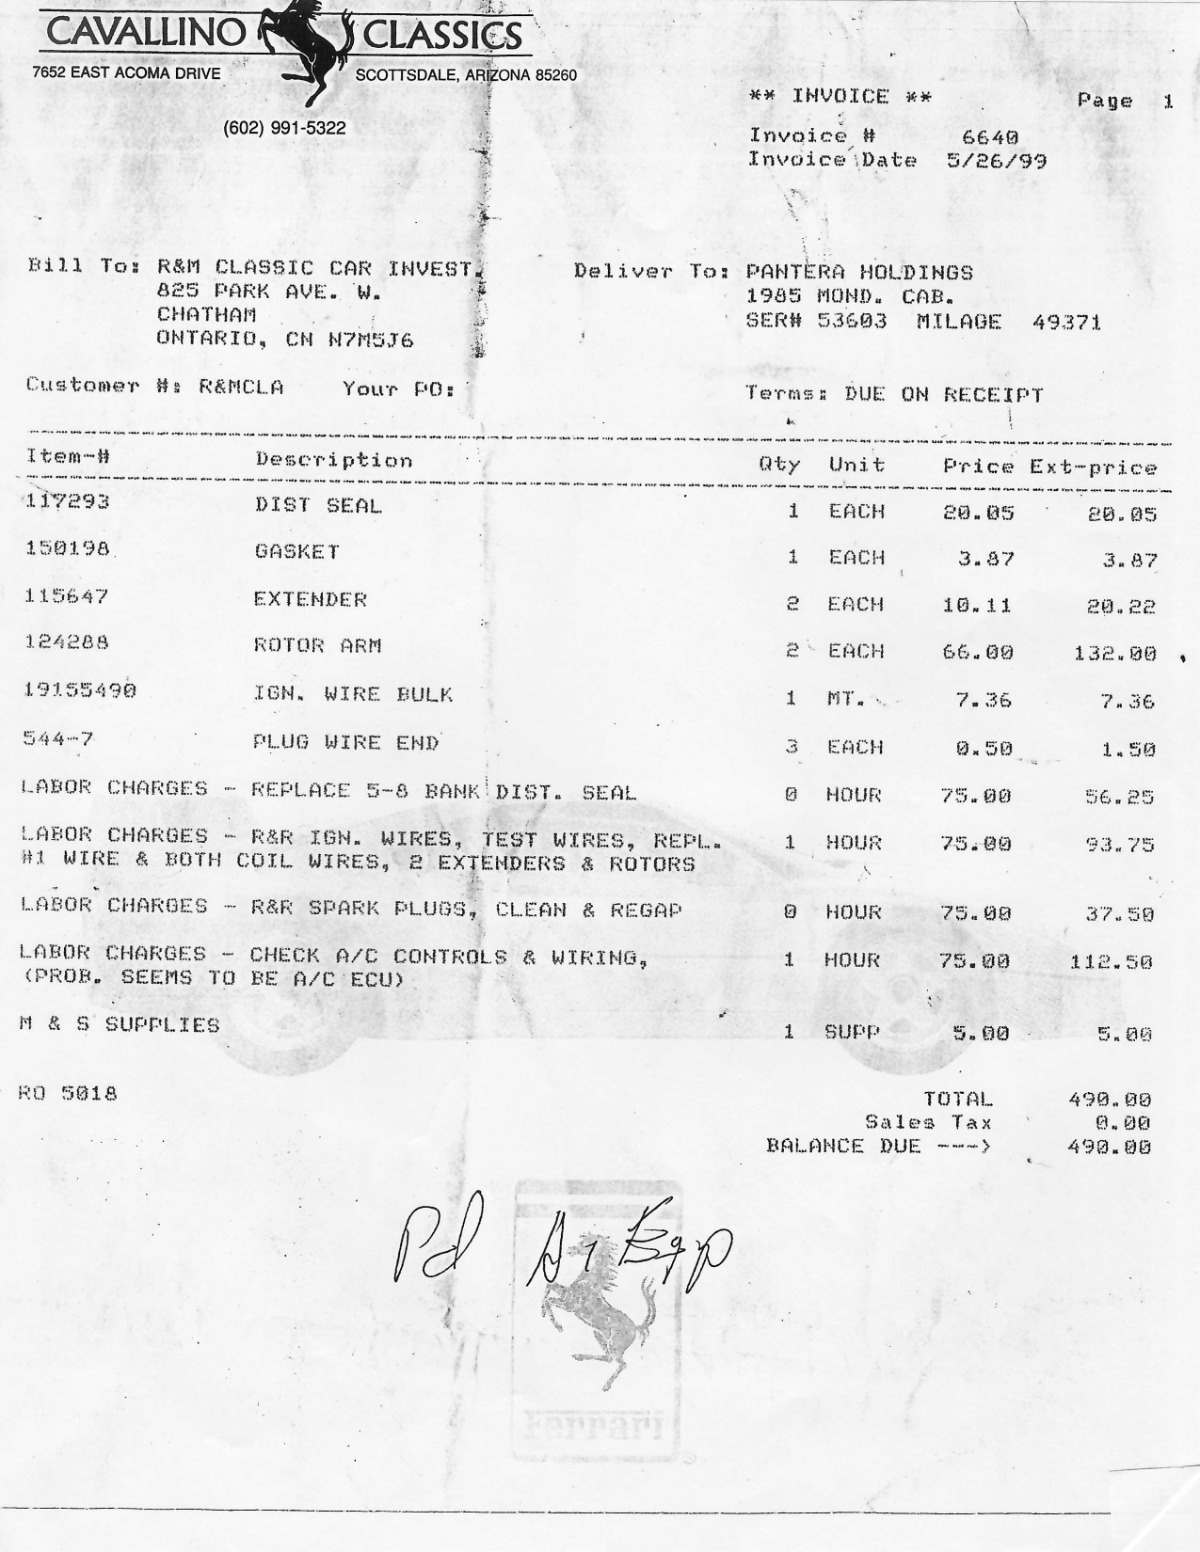 CAVALLINO CLASSICS
7652 EAST ACOMA DRIVE SCOTTSDALE, ARIZONA 85260
(602) 991-5322
** INVOICE ** Page 1
Invoice # 6640
Invoice Date 5/26/99
Bill To: R&M CLASSIC CAR INVEST. Deliver To: PANTERA HOLDINGS
825 PARK AVE. W. 1985 MOND. CAB.
CHATHAM SER# 53603 MILAGE 49371
ONTARIO, CN N7M5J6
Customer #: R&MCLA Your PO: Terms: DUE ON RECEIPT
Item-# Description Qty Unit Price Ext-price
117293 DIST SEAL 1 EACH 20.05 20.05
150198 GASKET 1 EACH 3.87 3.87
115647 EXTENDER 2 EACH 10.11 20.22
124288 ROTOR ARM 2 EACH 66.00 132.00
19155490 IGN. WIRE BULK 1 MT. 7.36 7.36
544-7 PLUG WIRE END 3 EACH 0.50 1.50
LABOR CHARGES - REPLACE 5-8 BANK DIST. SEAL 0 HOUR 75.00 56.25
LABOR CHARGES - R&R IGN. WIRES, TEST WIRES, REPL. 1 HOUR 75.00 93.75
#1 WIRE & BOTH COIL WIRES, 2 EXTENDERS & ROTORS
LABOR CHARGES - R&R SPARK PLUGS, CLEAN & REGAP 0 HOUR 75.00 37.50
LABOR CHARGES - CHECK A/C CONTROLS & WIRING, 1 HOUR 75.00 112.50
(PROB. SEEMS TO BE A/C ECU)
M & S SUPPLIES 1 SUPP 5.00 5.00
RO 5018 TOTAL 490.00
Sales Tax 0.00
BALANCE DUE ---> 490.00
Pd
Ferrari